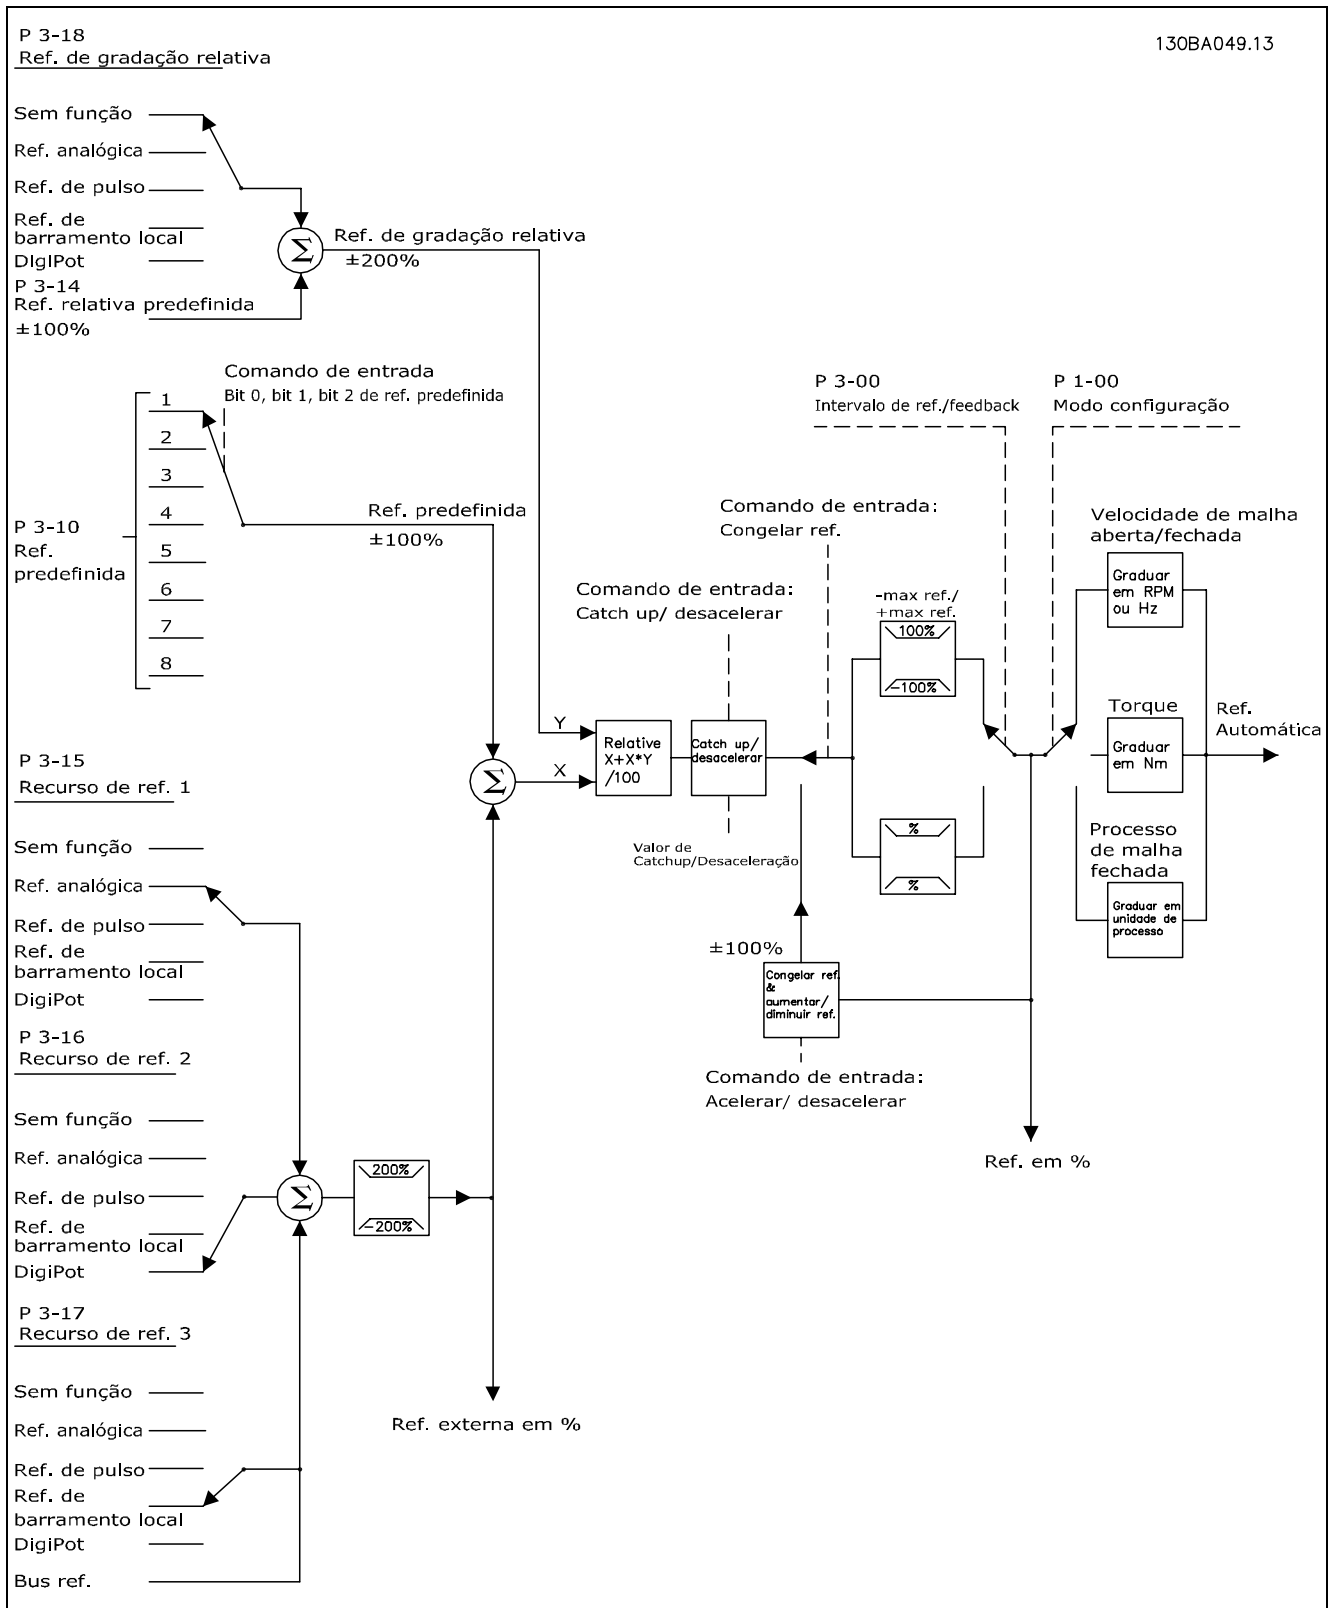 P 3-18
Ref. de gradação relativa
130BA049.13
Sem função
Ref. analógica
Ref. de pulso
Ref. de
barramento local
DIgIPot
P 3-14
Ref. relativa predefinida
±100%
Σ
Ref. de gradação relativa
±200%
Comando de entrada
Bit 0, bit 1, bit 2 de ref. predefinida
P 3-10
Ref.
predefinida
1
2
3
4
5
6
7
8
Ref. predefinida
±100%
P 3-00
Intervalo de ref./feedback
P 1-00
Modo configuração
Comando de entrada:
Congelar ref.
Comando de entrada:
Catch up/ desacelerar
-max ref./
+max ref.
100%
-100%
Velocidade de malha
aberta/fechada
Graduar
em RPM
ou Hz
Y
X
Σ
Relative
X+X*Y
/100
Catch up/
desacelerar
Valor de
Catchup/Desaceleração
%
%
Torque
Graduar
em Nm
Ref.
Automática
Processo
de malha
fechada
Graduar em
unidade de
processo
±100%
Congelar ref.
&
aumentar/
diminuir ref.
Comando de entrada:
Acelerar/ desacelerar
Ref. em %
P 3-15
Recurso de ref. 1
Sem função
Ref. analógica
Ref. de pulso
Ref. de
barramento local
DigiPot
P 3-16
Recurso de ref. 2
Sem função
Ref. analógica
Ref. de pulso
Ref. de
barramento local
DigiPot
Σ
200%
-200%
P 3-17
Recurso de ref. 3
Sem função
Ref. analógica
Ref. de pulso
Ref. de
barramento local
DigiPot
Bus ref.
Ref. externa em %